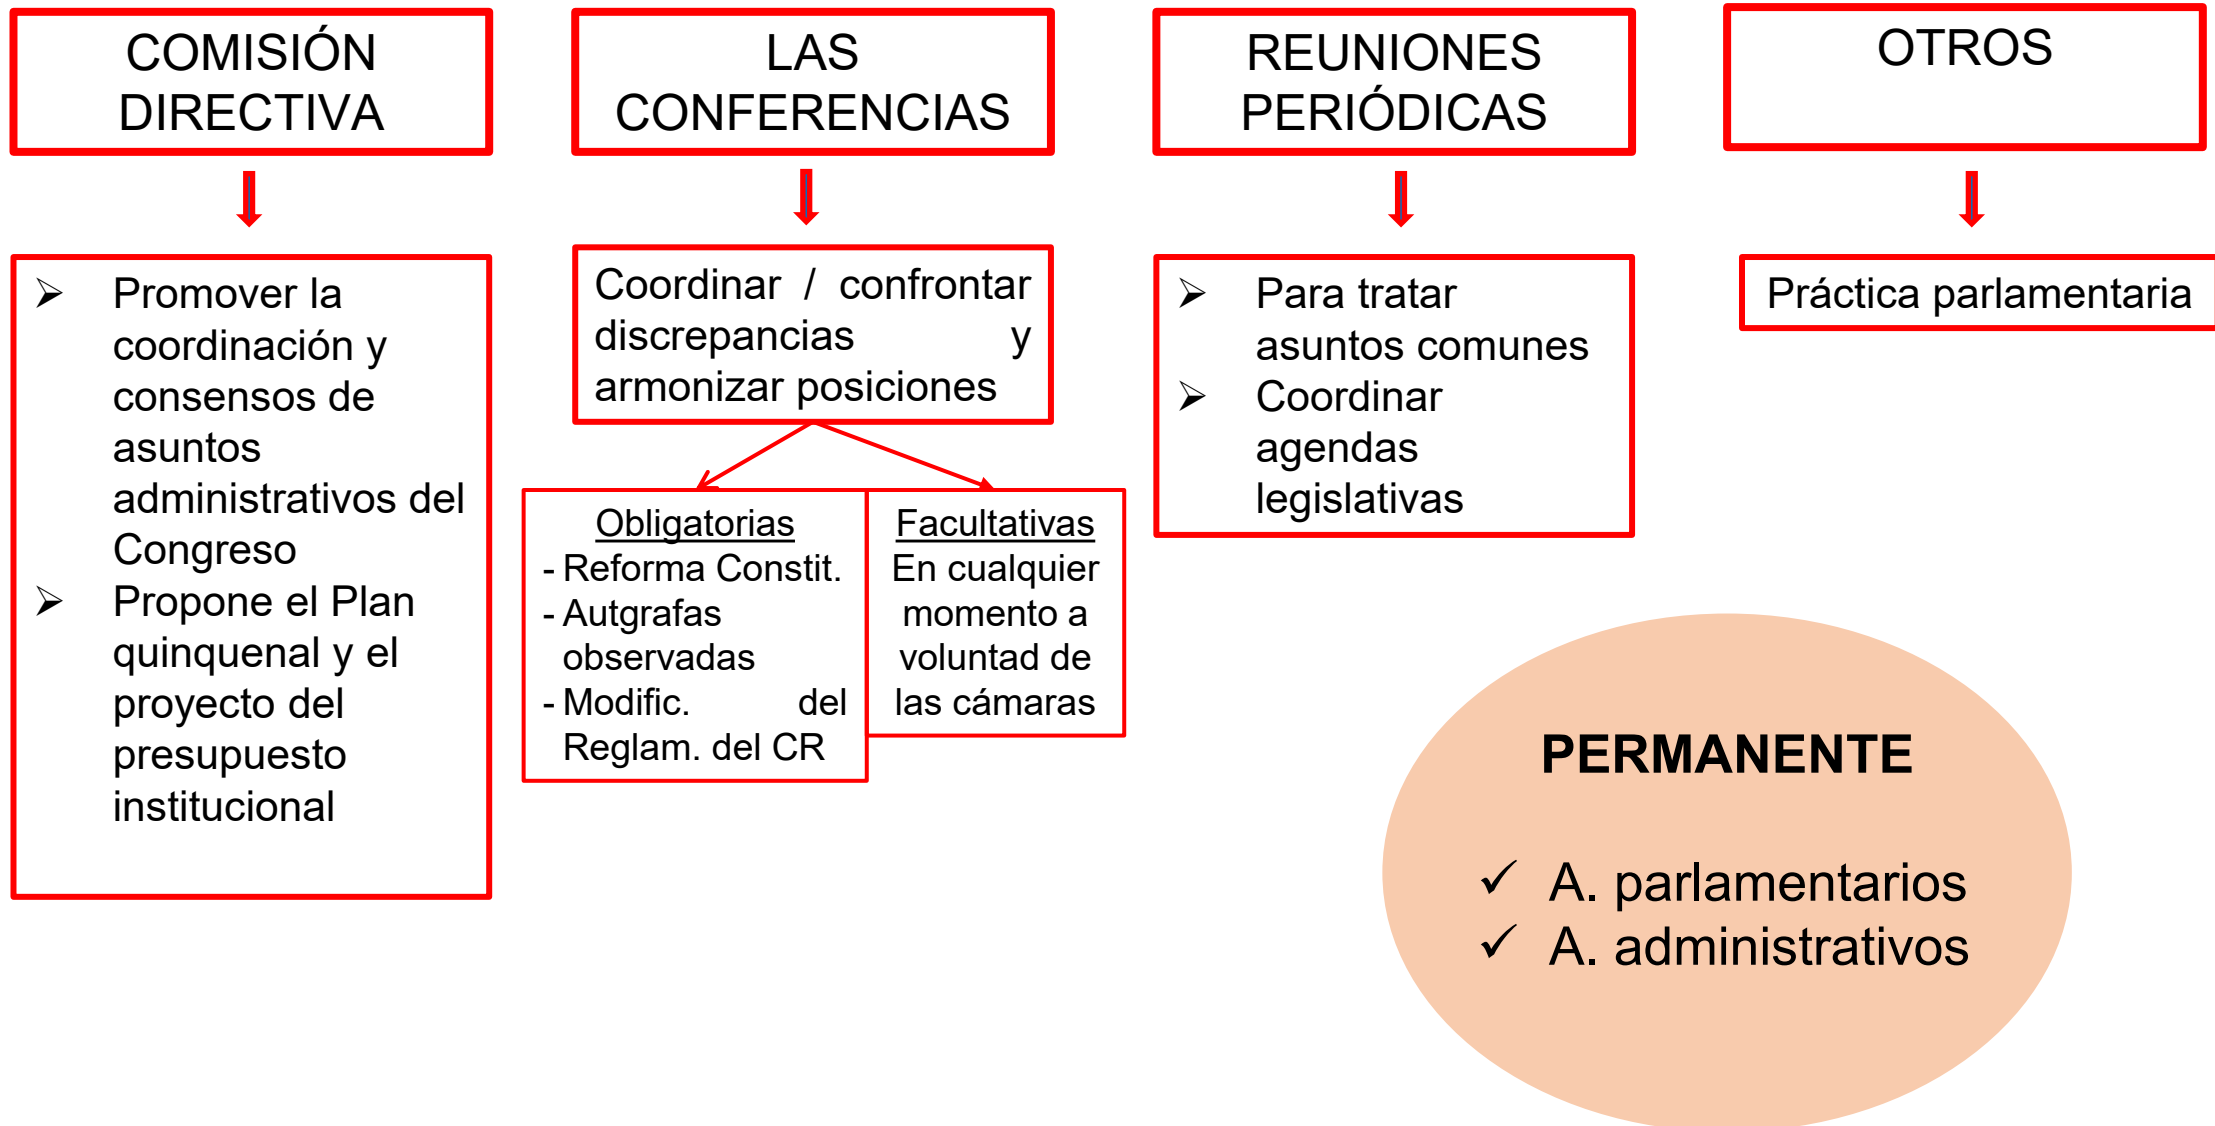 COMISIÓN
DIRECTIVA
➢ Promover la
coordinación y
consensos de
asuntos
administrativos del
Congreso
➢ Propone el Plan
quinquenal y el
proyecto del
presupuesto
institucional
LAS
CONFERENCIAS
Coordinar / confrontar
discrepancias y
armonizar posiciones
Obligatorias
- Reforma Constit.
- Autgrafas
observadas
- Modific. del
Reglam. del CR
Facultativas
En cualquier
momento a
voluntad de
las cámaras
REUNIONES
PERIÓDICAS
➢ Para tratar
asuntos comunes
➢ Coordinar
agendas
legislativas
OTROS
Práctica parlamentaria
PERMANENTE
✓ A. parlamentarios
✓ A. administrativos